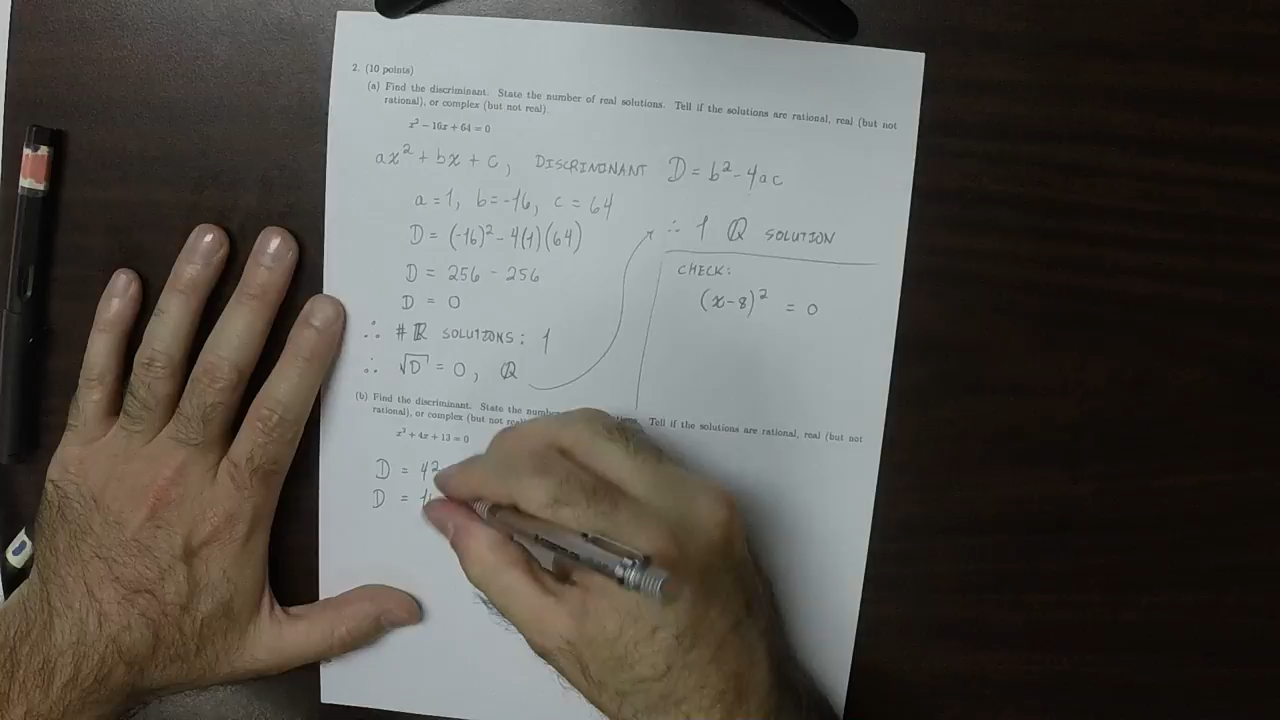 2. (10 points)
(a) Find the discriminant. State the number of real solutions. Tell if the solutions are rational, real (but not
rational), or complex (but not real).
x² − 16x + 64 = 0
ax² + bx + c, DISCRIMINANT D = b² - 4ac
a = 1, b = -16, c = 64
D = (-16)² - 4(1)(64)
D = 256 - 256
D = 0
∴ #ℝ SOLUTIONS: 1
∴ √D = 0, ℚ
∴ 1 ℚ SOLUTION
CHECK:
(x-8)² = 0
(b) Find the discriminant. State the number Tell if the solutions are rational, real (but not
rational), or complex (but not real)
x² + 4x + 13 = 0
D = 4²
D = 1